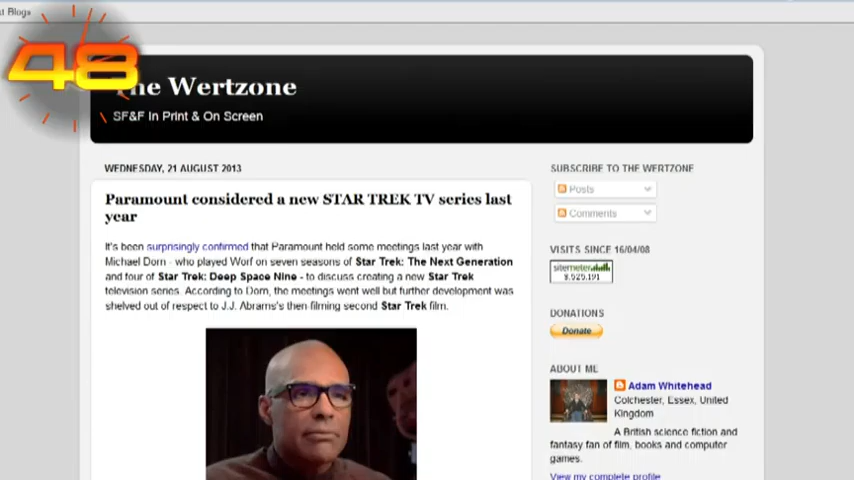 t Blogs
48
The Wertzone
SF&F In Print & On Screen
WEDNESDAY, 21 AUGUST 2013
Paramount considered a new STAR TREK TV series last
year
It's been surprisingly confirmed that Paramount held some meetings last year with
Michael Dorn - who played Worf on seven seasons of Star Trek: The Next Generation
and four of Star Trek: Deep Space Nine - to discuss creating a new Star Trek
television series. According to Dorn, the meetings went well but further development was
shelved out of respect to J.J. Abrams's then filming second Star Trek film.
SUBSCRIBE TO THE WERTZONE
Posts
Comments
VISITS SINCE 16/04/08
sitemeter
DONATIONS
Donate
ABOUT ME
Adam Whitehead
Colchester, Essex, United
Kingdom
A British science fiction and
fantasy fan of film, books and computer
games.
View my complete profile